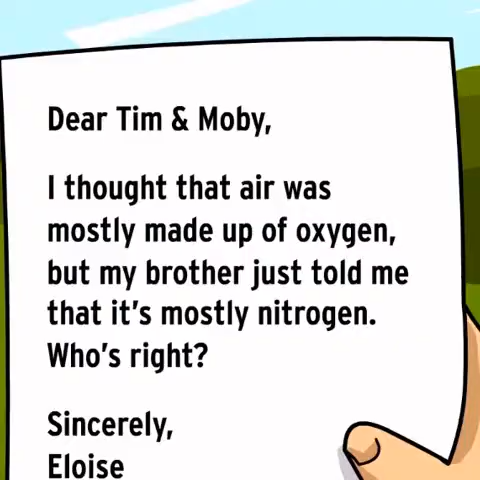 Dear Tim & Moby,
I thought that air was
mostly made up of oxygen,
but my brother just told me
that it's mostly nitrogen.
Who's right?
Sincerely,
Eloise